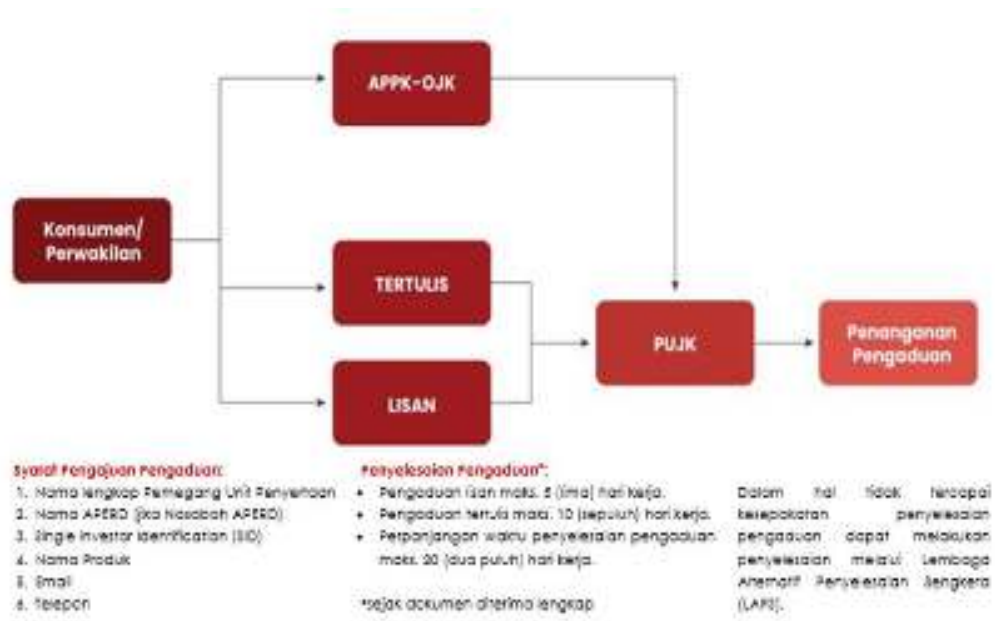 APPK-OJK
Konsumen/
Perwakilan
TERTULIS
PUJK
Penanganan
Pengaduan
LISAN
Syarat Pengajuan Pengaduan:
1. Nama lengkap Pemegang Unit Penyertaan
2. Nama APERD (jika Nasabah APERD)
3. Single Investor Identification (SID)
4. Nama Produk
5. Email
6. Telepon
Penyelesaian Pengaduan*:
• Pengaduan lisan maks. 5 (lima) hari kerja.
• Pengaduan tertulis maks. 10 (sepuluh) hari kerja.
• Perpanjangan waktu penyelesaian pengaduan
maks. 20 (dua puluh) hari kerja.
*sejak dokumen diterima lengkap
Dalam hal tidak tercapai
kesepakatan penyelesaian
pengaduan dapat melakukan
penyelesaian melalui Lembaga
Alternatif Penyelesaian Sengketa
(LAPS).